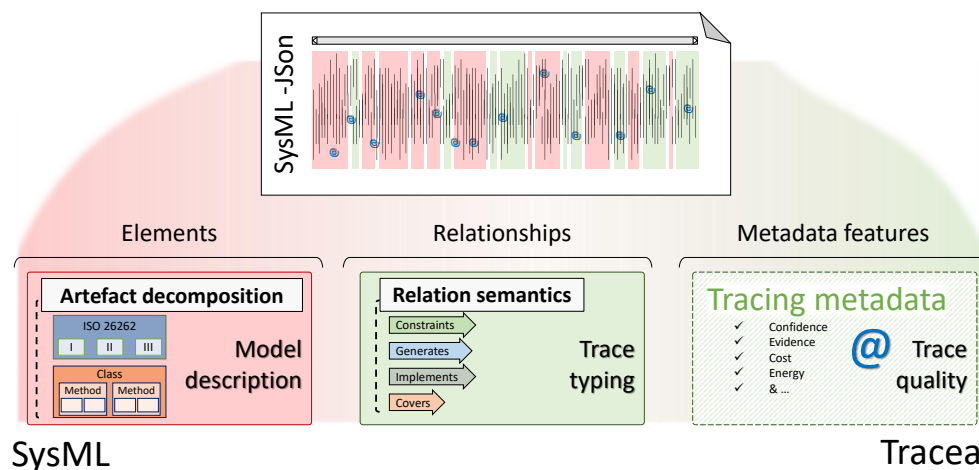 SysML -JSon
@ @ @ @ @ @ @ @ @ @ @ @ @ @
Elements
Relationships
Metadada features
Artefact decomposition
ISO 26262
I II III
Class
Method Method
Model
description
Relation semantics
Constraints
Generates
Implements
Covers
Trace
typing
Tracing metadata
✓ Confidence
✓ Evidence
✓ Cost
✓ Energy
✓ & ...
@
Trace
quality
SysML
Tracea